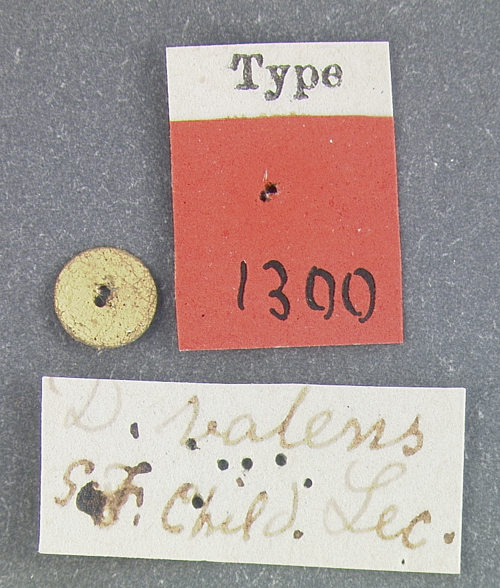 Type
1300
D. valens
S.F. Child. Lec.